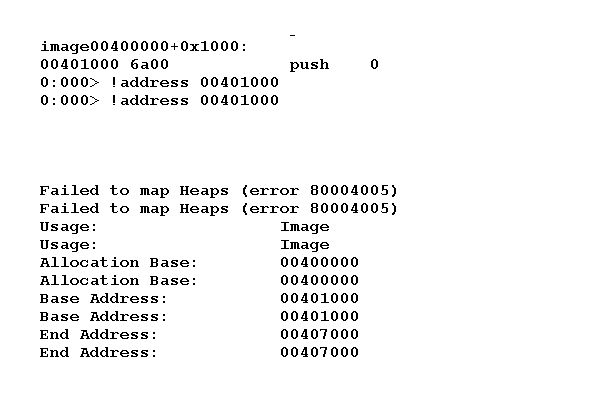 image00400000+0x1000:
00401000 6a00 push 0
0:000> !address 00401000
0:000> !address 00401000
Failed to map Heaps (error 80004005)
Failed to map Heaps (error 80004005)
Usage: Image
Usage: Image
Allocation Base: 00400000
Allocation Base: 00400000
Base Address: 00401000
Base Address: 00401000
End Address: 00407000
End Address: 00407000